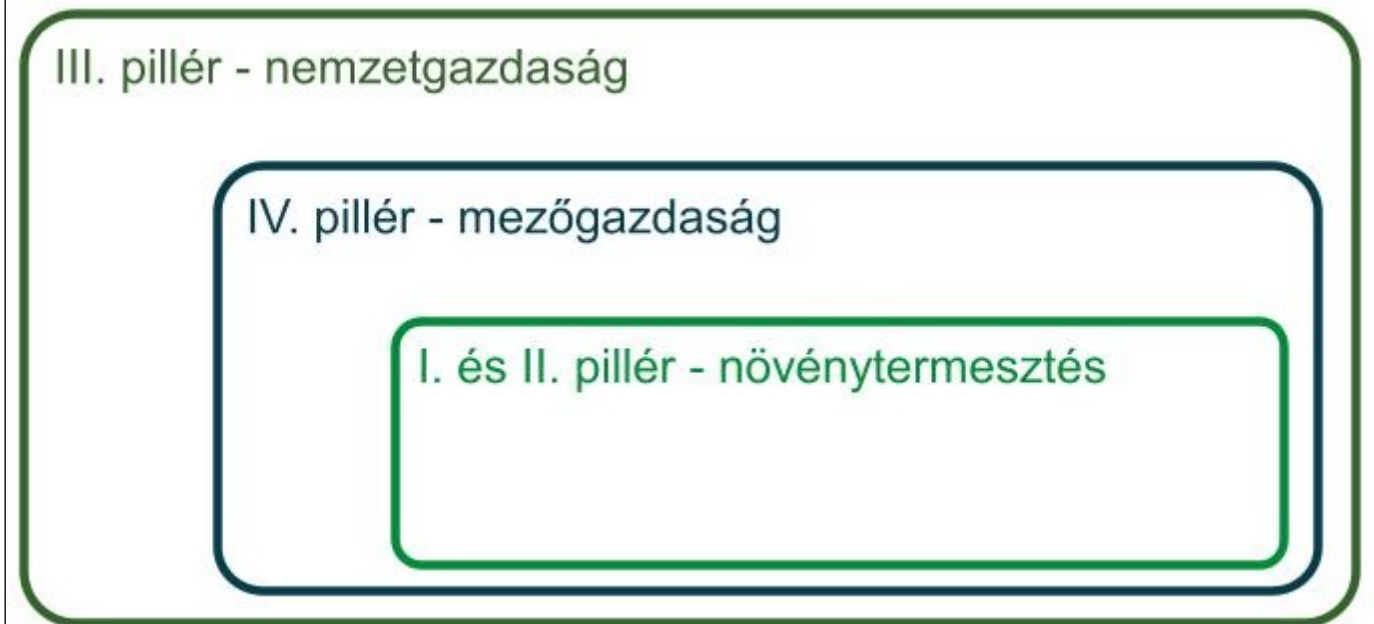 III. pillér - nemzetgazdaság
IV. pillér - mezőgazdaság
I. és II. pillér - növénytermesztés